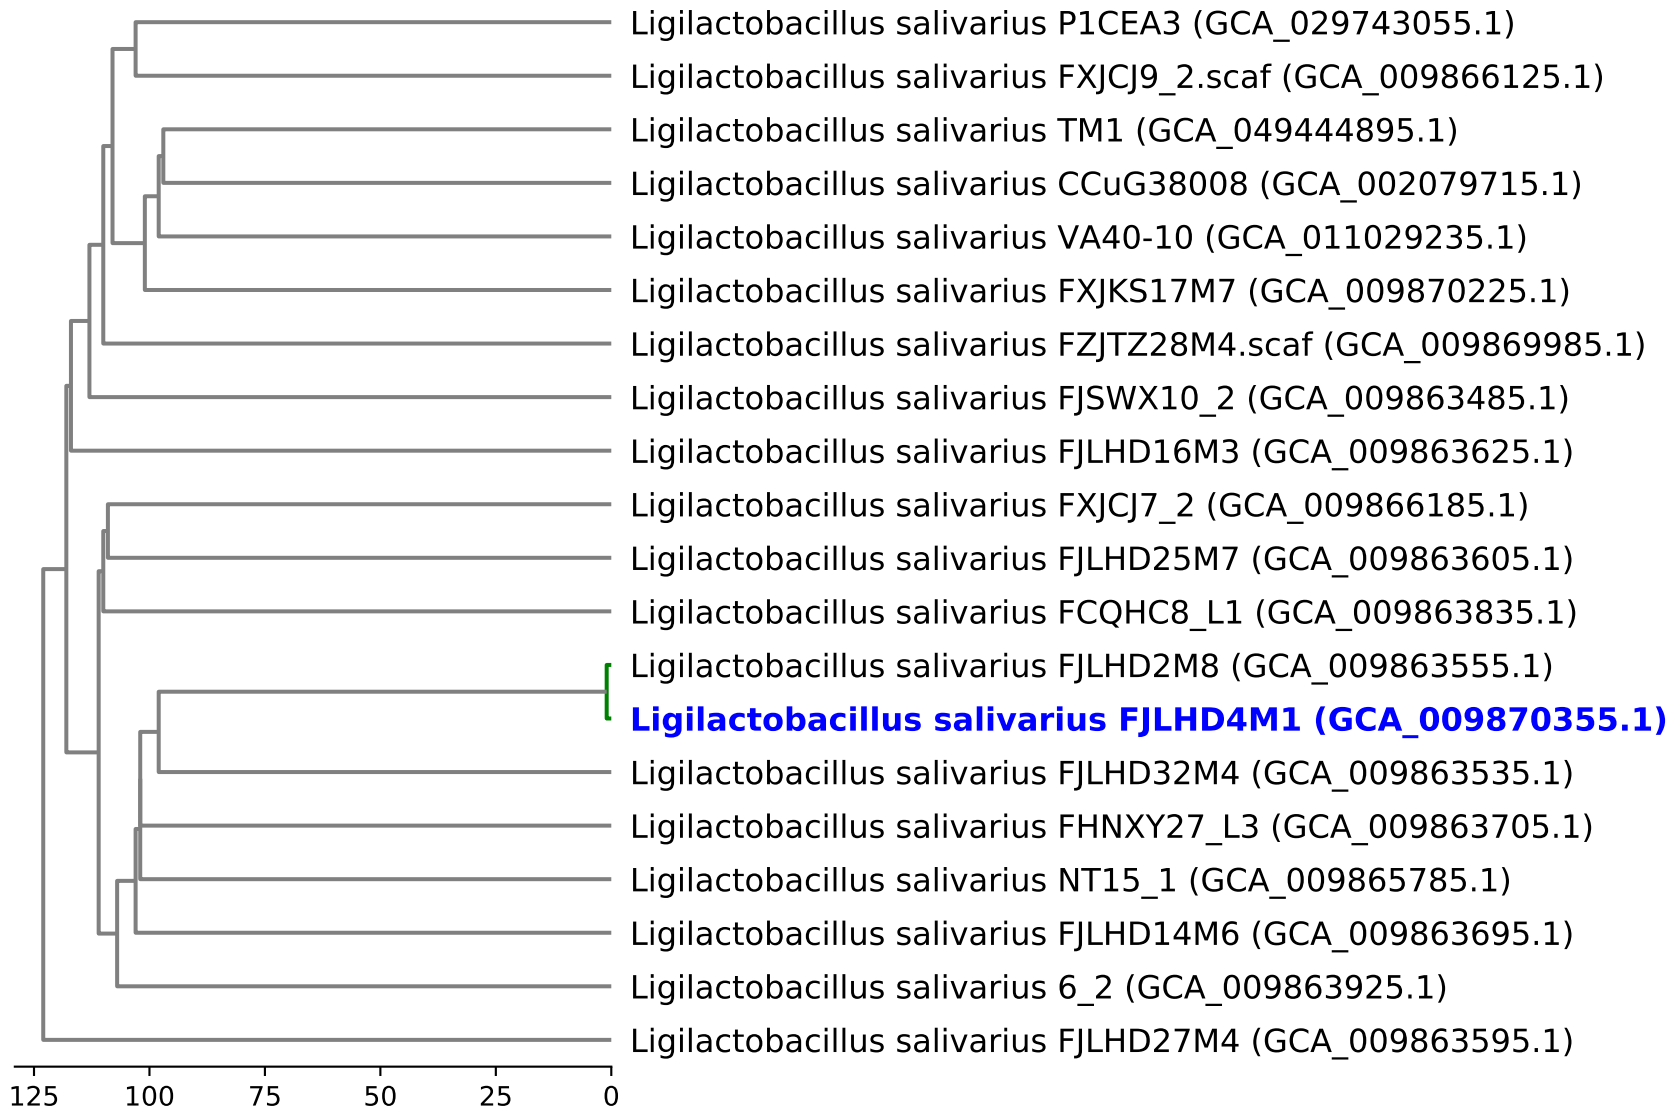 Ligilactobacillus salivarius P1CEA3 (GCA_029743055.1)
Ligilactobacillus salivarius FXJCJ9_2.scaf (GCA_009866125.1)
Ligilactobacillus salivarius TM1 (GCA_049444895.1)
Ligilactobacillus salivarius CCuG38008 (GCA_002079715.1)
Ligilactobacillus salivarius VA40-10 (GCA_011029235.1)
Ligilactobacillus salivarius FXJKS17M7 (GCA_009870225.1)
Ligilactobacillus salivarius FZJTZ28M4.scaf (GCA_009869985.1)
Ligilactobacillus salivarius FJSWX10_2 (GCA_009863485.1)
Ligilactobacillus salivarius FJLHD16M3 (GCA_009863625.1)
Ligilactobacillus salivarius FXJCJ7_2 (GCA_009866185.1)
Ligilactobacillus salivarius FJLHD25M7 (GCA_009863605.1)
Ligilactobacillus salivarius FCQHC8_L1 (GCA_009863835.1)
Ligilactobacillus salivarius FJLHD2M8 (GCA_009863555.1)
Ligilactobacillus salivarius FJLHD4M1 (GCA_009870355.1)
Ligilactobacillus salivarius FJLHD32M4 (GCA_009863535.1)
Ligilactobacillus salivarius FHNXY27_L3 (GCA_009863705.1)
Ligilactobacillus salivarius NT15_1 (GCA_009865785.1)
Ligilactobacillus salivarius FJLHD14M6 (GCA_009863695.1)
Ligilactobacillus salivarius 6_2 (GCA_009863925.1)
Ligilactobacillus salivarius FJLHD27M4 (GCA_009863595.1)
125 100 75 50 25 0